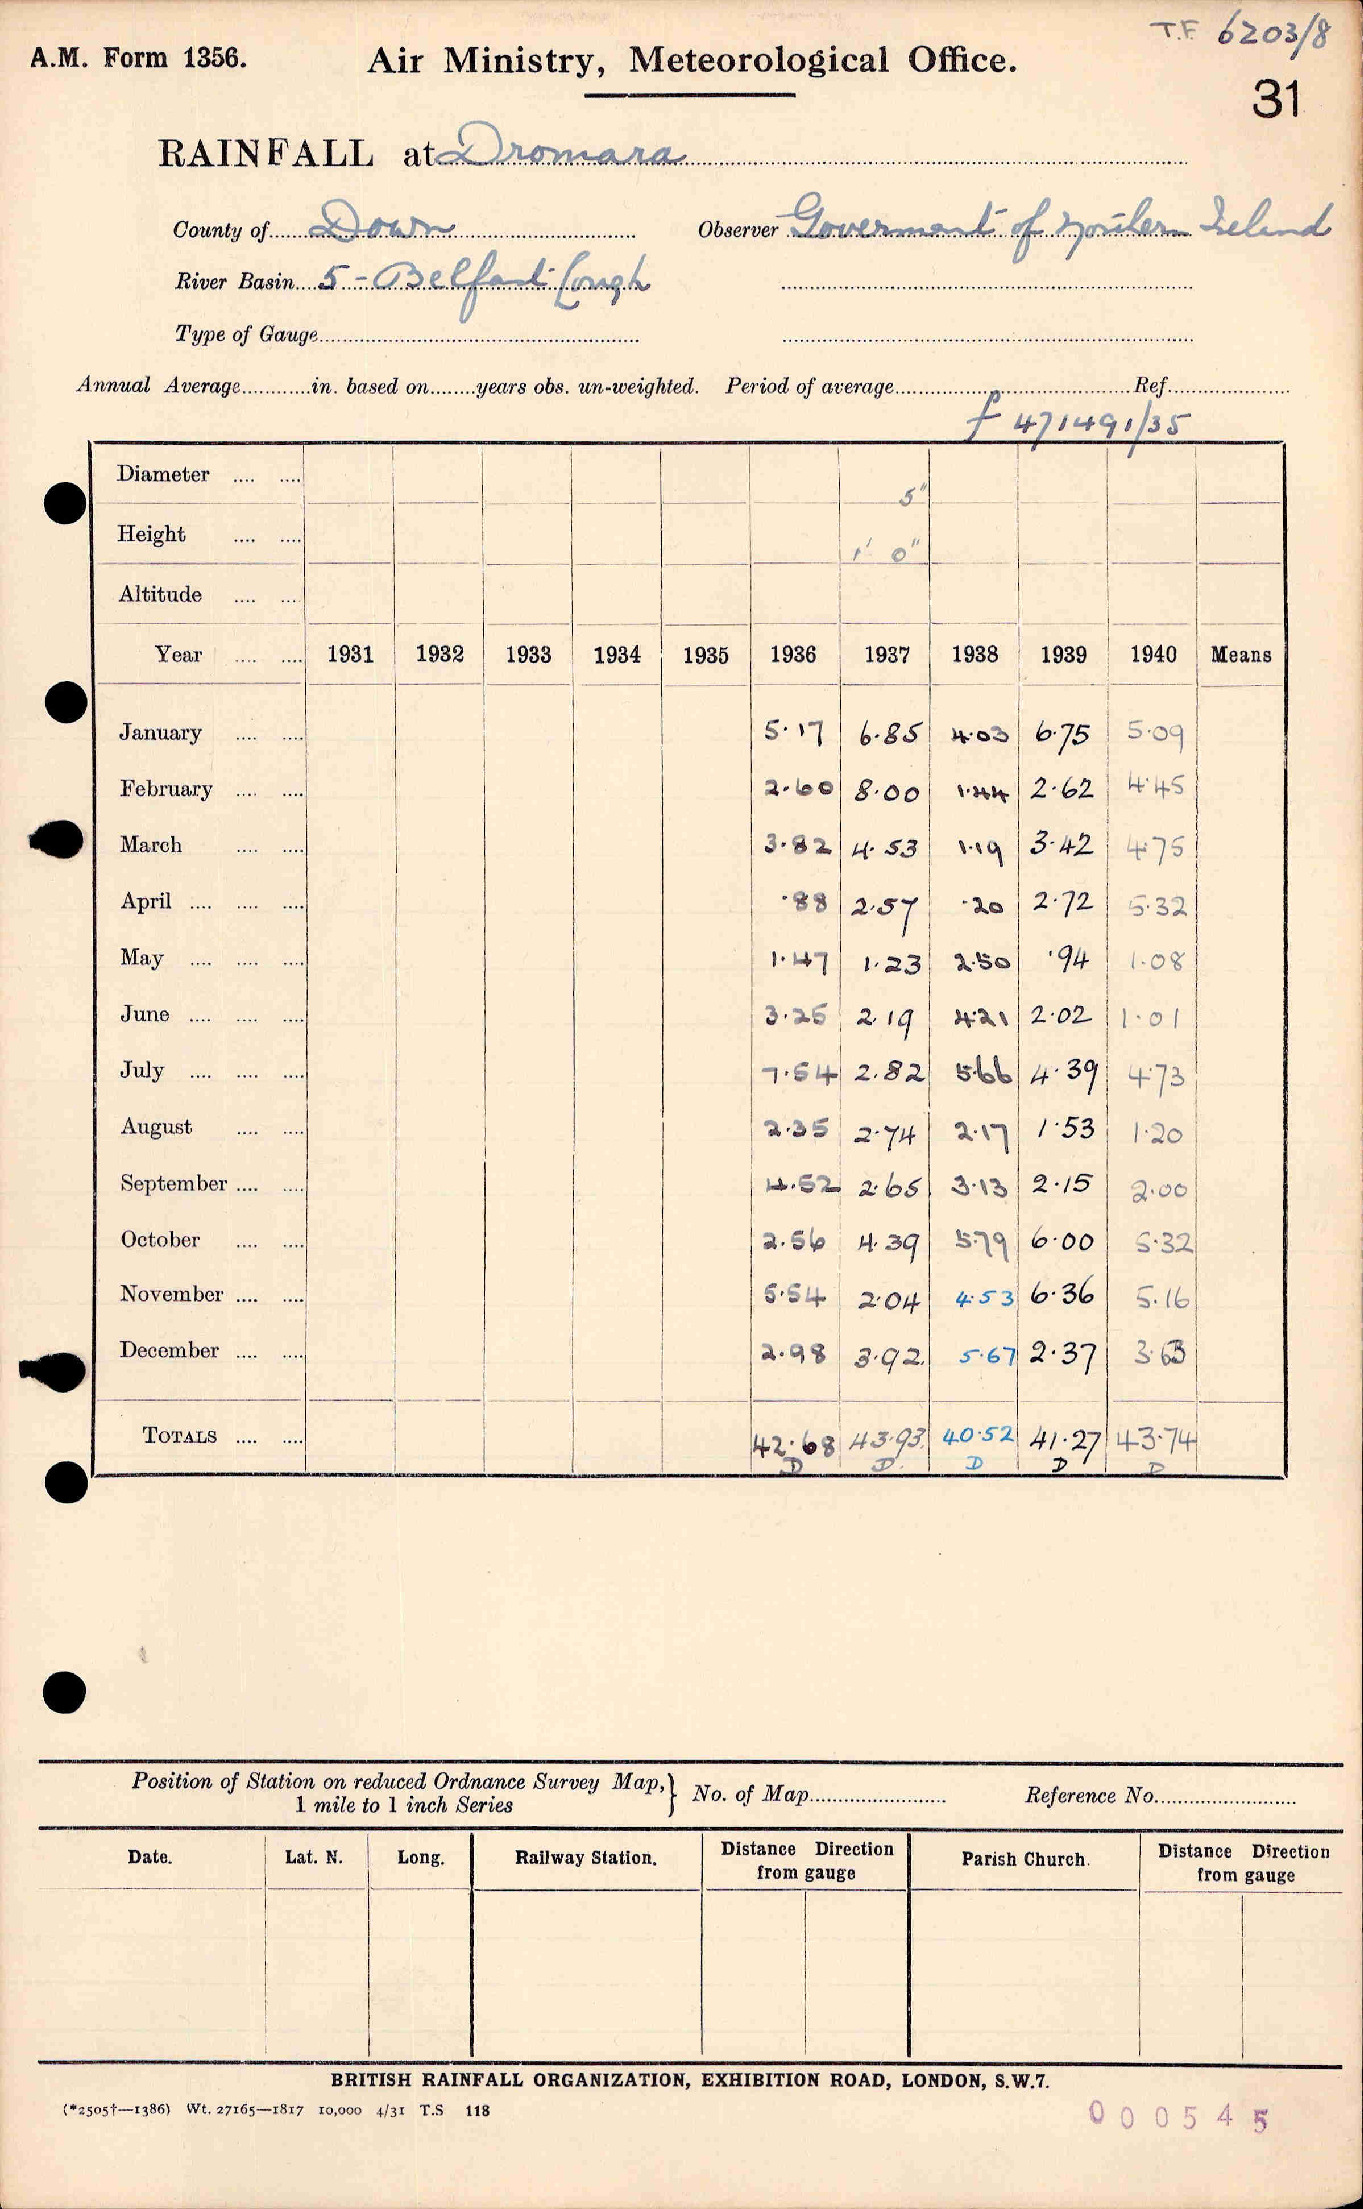 T.F. 6203/8
A.M. Form 1356. Air Ministry, Meteorological Office.
31
RAINFALL at Dromara
County of Down Observer Goverment of Northern Ireland
River Basin 5 - Belfast Lough
Type of Gauge
Annual Average in. based on years obs. un-weighted. Period of average Ref.
f 471491/35
Diameter 5"
Height 1' 0"
Altitude
Year 1931 1932 1933 1934 1935 1936 1937 1938 1939 1940 Means
January 5.17 6.85 4.03 6.75 5.09
February 2.60 8.00 1.44 2.62 4.45
March 3.82 4.53 1.19 3.42 4.75
April .88 2.57 .20 2.72 5.32
May 1.47 1.23 2.50 .94 1.08
June 3.25 2.19 4.21 2.02 1.01
July 7.54 2.82 5.66 4.39 4.73
August 2.35 2.74 2.17 1.53 1.20
September 4.52 2.65 3.13 2.15 2.00
October 2.56 4.39 5.79 6.00 5.32
November 5.54 2.04 4.53 6.36 5.16
December 2.98 3.92 5.67 2.37 3.63
TOTALS 42.68 43.93 40.52 41.27 43.74
D D D D D
Position of Station on reduced Ordnance Survey Map, 1 mile to 1 inch Series } No. of Map Reference No.
Date. Lat. N. Long. Railway Station. Distance Direction from gauge Parish Church. Distance Direction from gauge
BRITISH RAINFALL ORGANIZATION, EXHIBITION ROAD, LONDON, S.W.7.
(*2505†—1386) Wt. 27165—1817 10,000 4/31 T.S 118
000545